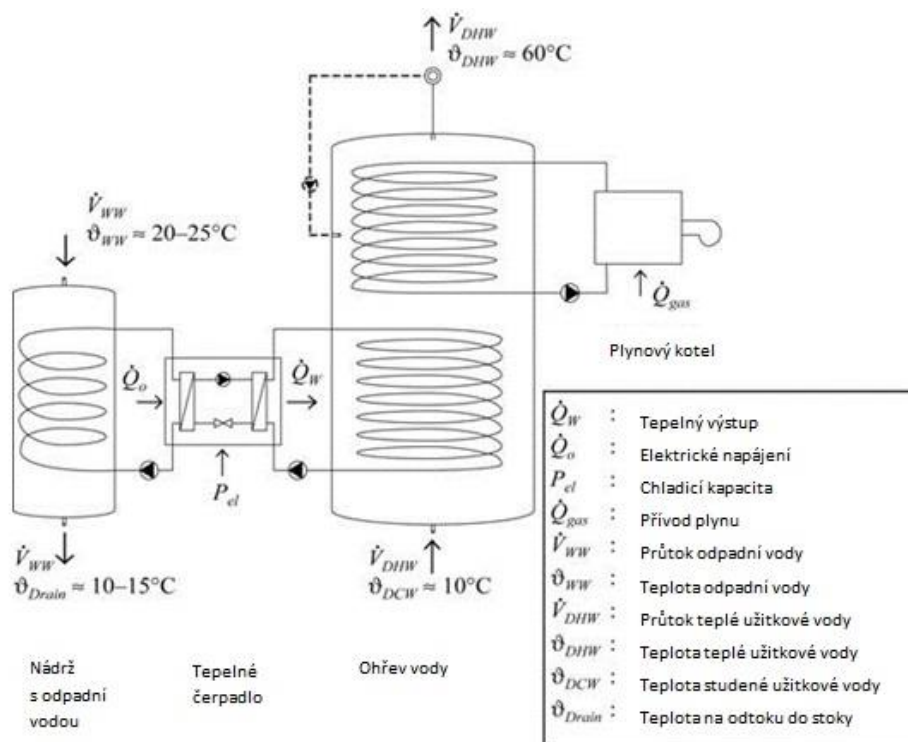 V̇DHW
ϑDHW ≈ 60°C
V̇WW
ϑWW ≈ 20–25°C
Q̇gas
Plynový kotel
Q̇o
Q̇W
Pel
V̇WW
ϑDrain ≈ 10–15°C
V̇DHW
ϑDCW ≈ 10°C
Nádrž
s odpadní
vodou
Tepelné
čerpadlo
Ohřev vody
Q̇W : Tepelný výstup
Q̇o : Elektrické napájení
Pel : Chladicí kapacita
Q̇gas : Přívod plynu
V̇WW : Průtok odpadní vody
ϑWW : Teplota odpadní vody
V̇DHW : Průtok teplé užitkové vody
ϑDHW : Teplota teplé užitkové vody
ϑDCW : Teplota studené užitkové vody
ϑDrain : Teplota na odtoku do stoky